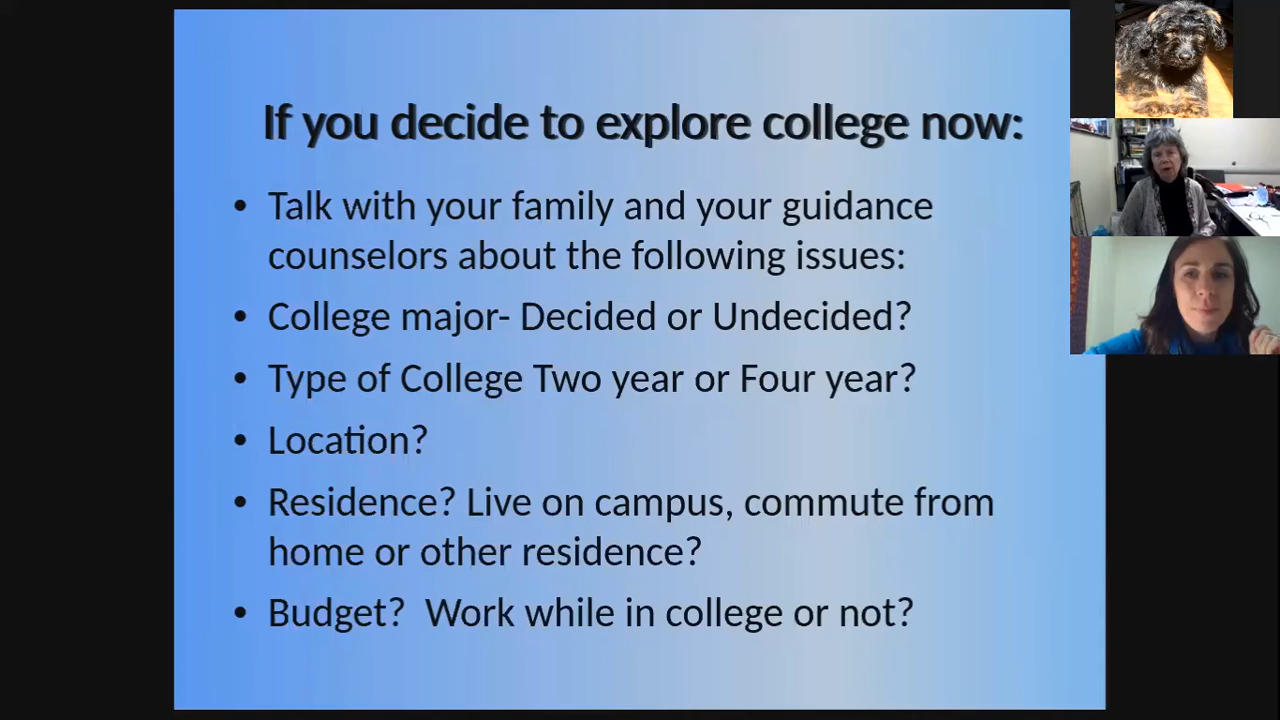 If you decide to explore college now:
• Talk with your family and your guidance
counselors about the following issues:
• College major- Decided or Undecided?
• Type of College Two year or Four year?
• Location?
• Residence? Live on campus, commute from
home or other residence?
• Budget?  Work while in college or not?